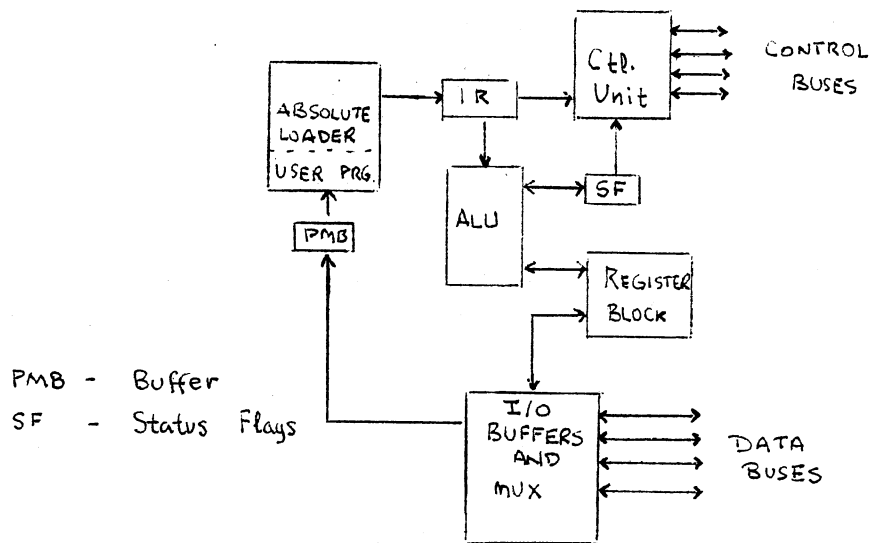 ABSOLUTE
LOADER
USER PRG.
IR
Ctl.
Unit
CONTROL
BUSES
PMB
ALU
SF
REGISTER
BLOCK
PMB - Buffer
SF - Status Flags
I/O
BUFFERS
AND
MUX
DATA
BUSES